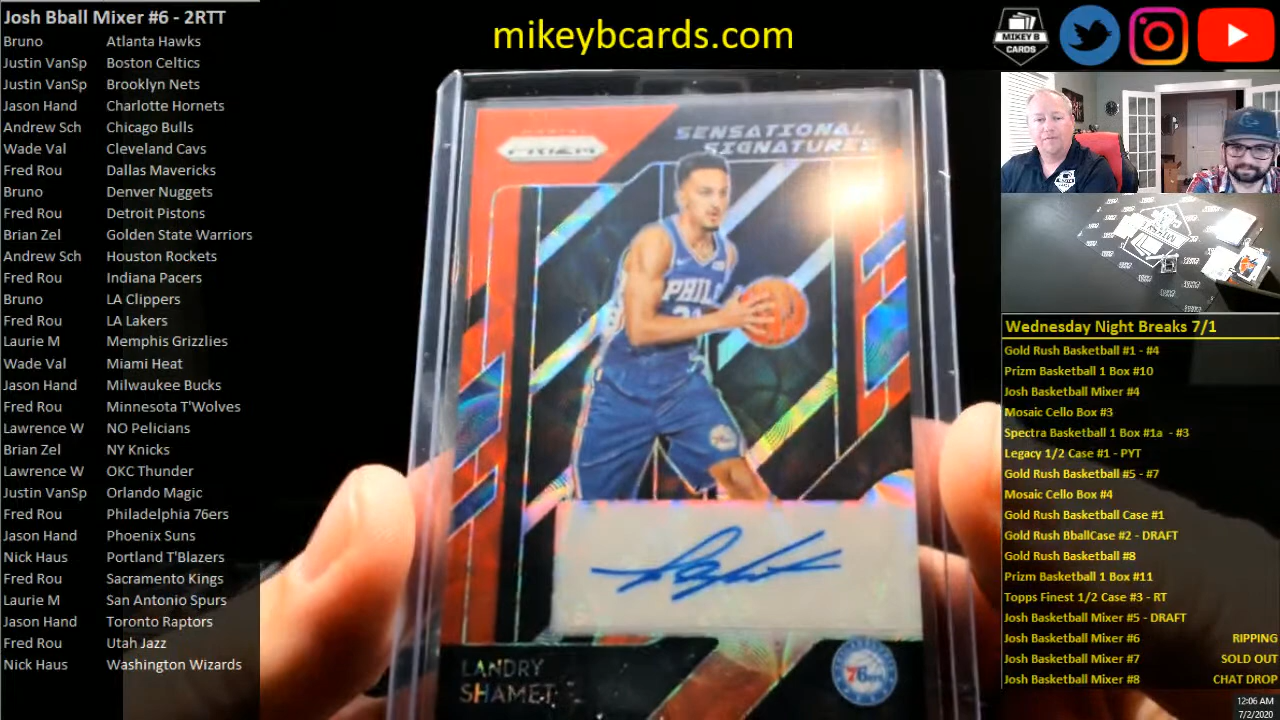 Josh Bball Mixer #6 - 2RTT
Bruno Atlanta Hawks
Justin VanSp Boston Celtics
Justin VanSp Brooklyn Nets
Jason Hand Charlotte Hornets
Andrew Sch Chicago Bulls
Wade Val Cleveland Cavs
Fred Rou Dallas Mavericks
Bruno Denver Nuggets
Fred Rou Detroit Pistons
Brian Zel Golden State Warriors
Andrew Sch Houston Rockets
Fred Rou Indiana Pacers
Bruno LA Clippers
Fred Rou LA Lakers
Laurie M Memphis Grizzlies
Wade Val Miami Heat
Jason Hand Milwaukee Bucks
Fred Rou Minnesota T'Wolves
Lawrence W NO Pelicians
Brian Zel NY Knicks
Lawrence W OKC Thunder
Justin VanSp Orlando Magic
Fred Rou Philadelphia 76ers
Jason Hand Phoenix Suns
Nick Haus Portland T'Blazers
Fred Rou Sacramento Kings
Laurie M San Antonio Spurs
Jason Hand Toronto Raptors
Fred Rou Utah Jazz
Nick Haus Washington Wizards
mikeybcards.com
PRIZM
SENSATIONAL
SIGNATURES
PHIL
LANDRY
SHAMET
76ers
MIKEY B
CARDS
Wednesday Night Breaks 7/1
Gold Rush Basketball #1 - #4
Prizm Basketball 1 Box #10
Josh Basketball Mixer #4
Mosaic Cello Box #3
Spectra Basketball 1 Box #1a - #3
Legacy 1/2 Case #1 - PYT
Gold Rush Basketball #5 - #7
Mosaic Cello Box #4
Gold Rush Basketball Case #1
Gold Rush BballCase #2 - DRAFT
Gold Rush Basketball #8
Prizm Basketball 1 Box #11
Topps Finest 1/2 Case #3 - RT
Josh Basketball Mixer #5 - DRAFT
Josh Basketball Mixer #6 RIPPING
Josh Basketball Mixer #7 SOLD OUT
Josh Basketball Mixer #8 CHAT DROP
12:06 AM
7/2/2020